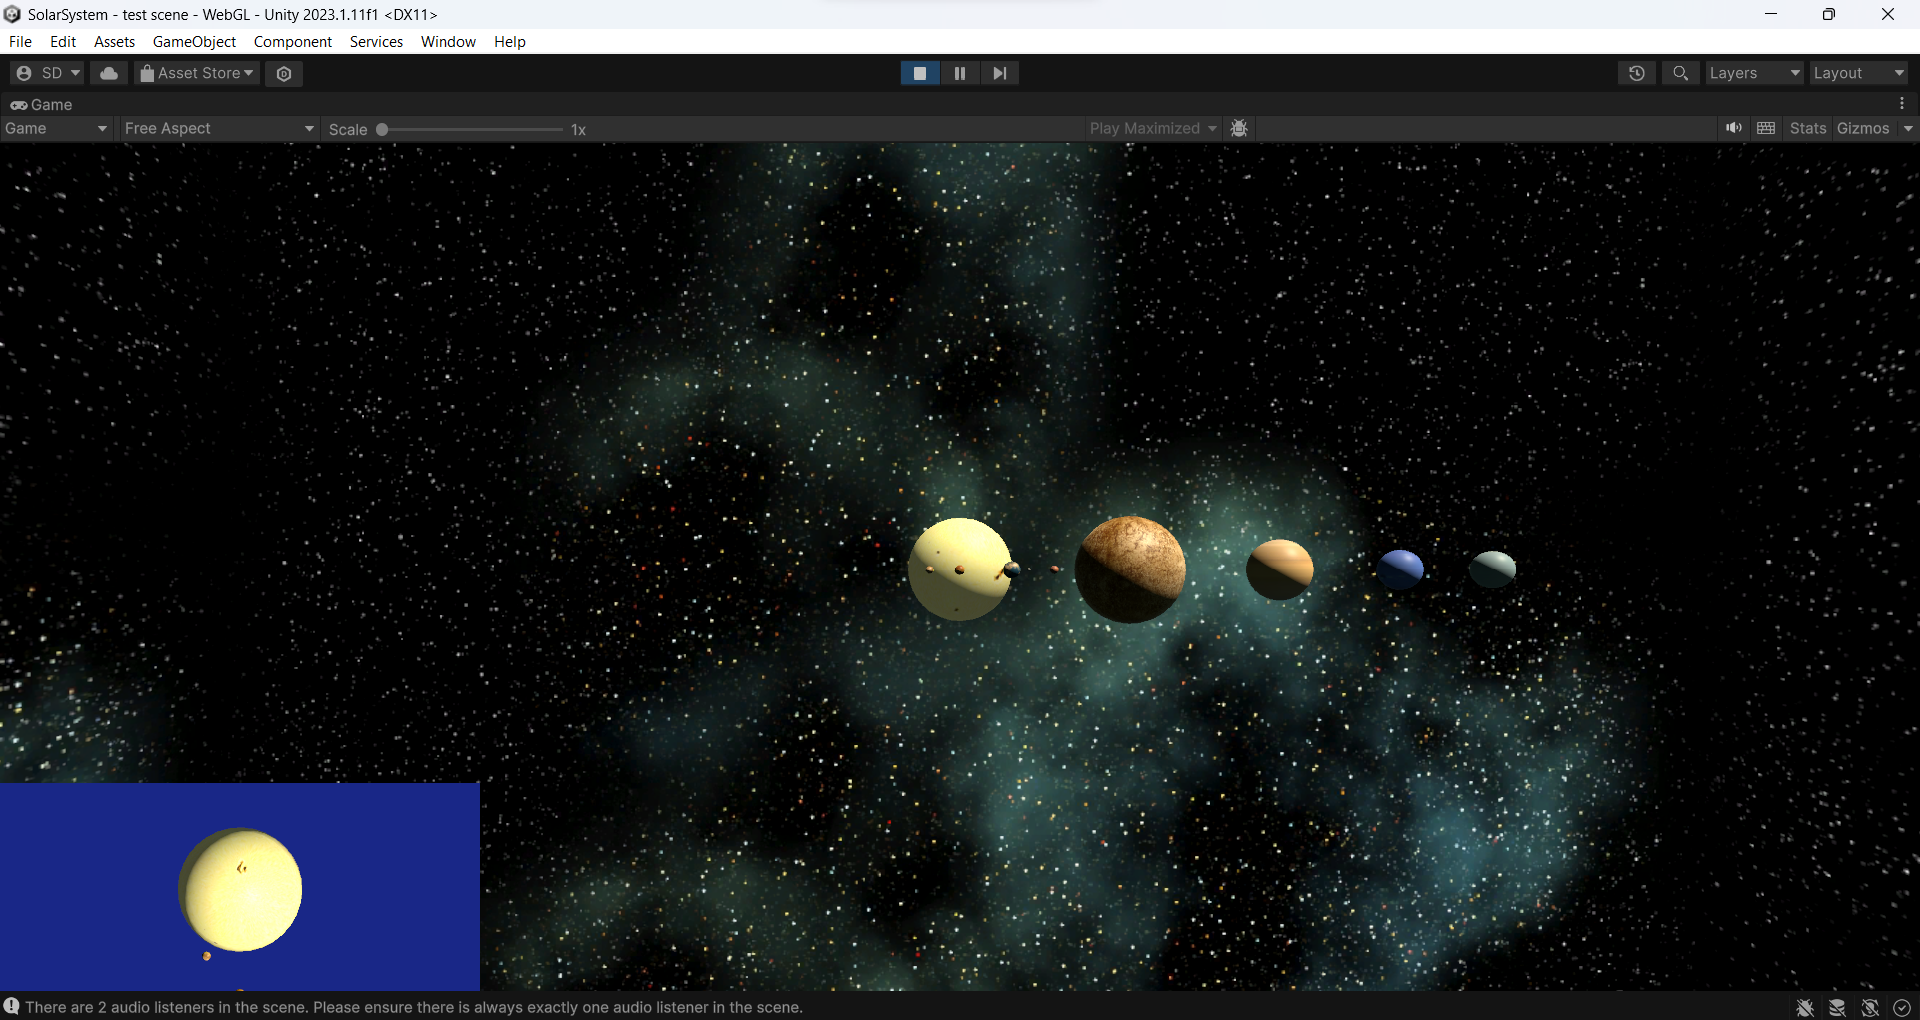 SolarSystem - test scene - WebGL - Unity 2023.1.11f1 <DX11>
File Edit Assets GameObject Component Services Window Help
SD Asset Store Layers Layout
Game
Game Free Aspect Scale 1x Play Maximized Stats Gizmos
There are 2 audio listeners in the scene. Please ensure there is always exactly one audio listener in the scene.